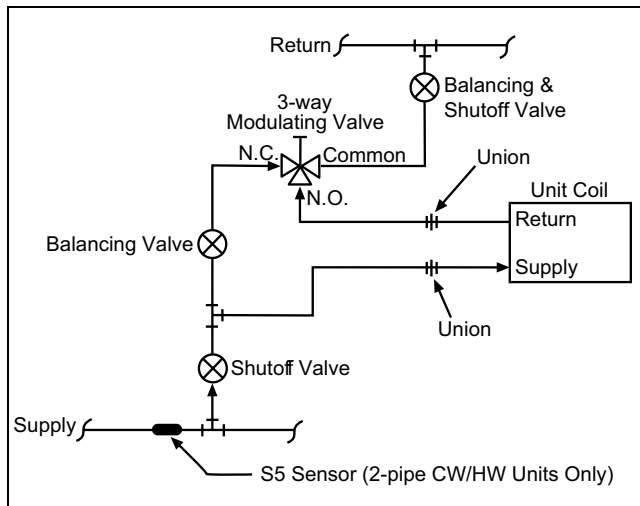 Return
Balancing &
Shutoff Valve
3-way
Modulating Valve
N.C.
Common
N.O.
Union
Unit Coil
Return
Balancing Valve
Supply
Union
Shutoff Valve
Supply
S5 Sensor (2-pipe CW/HW Units Only)